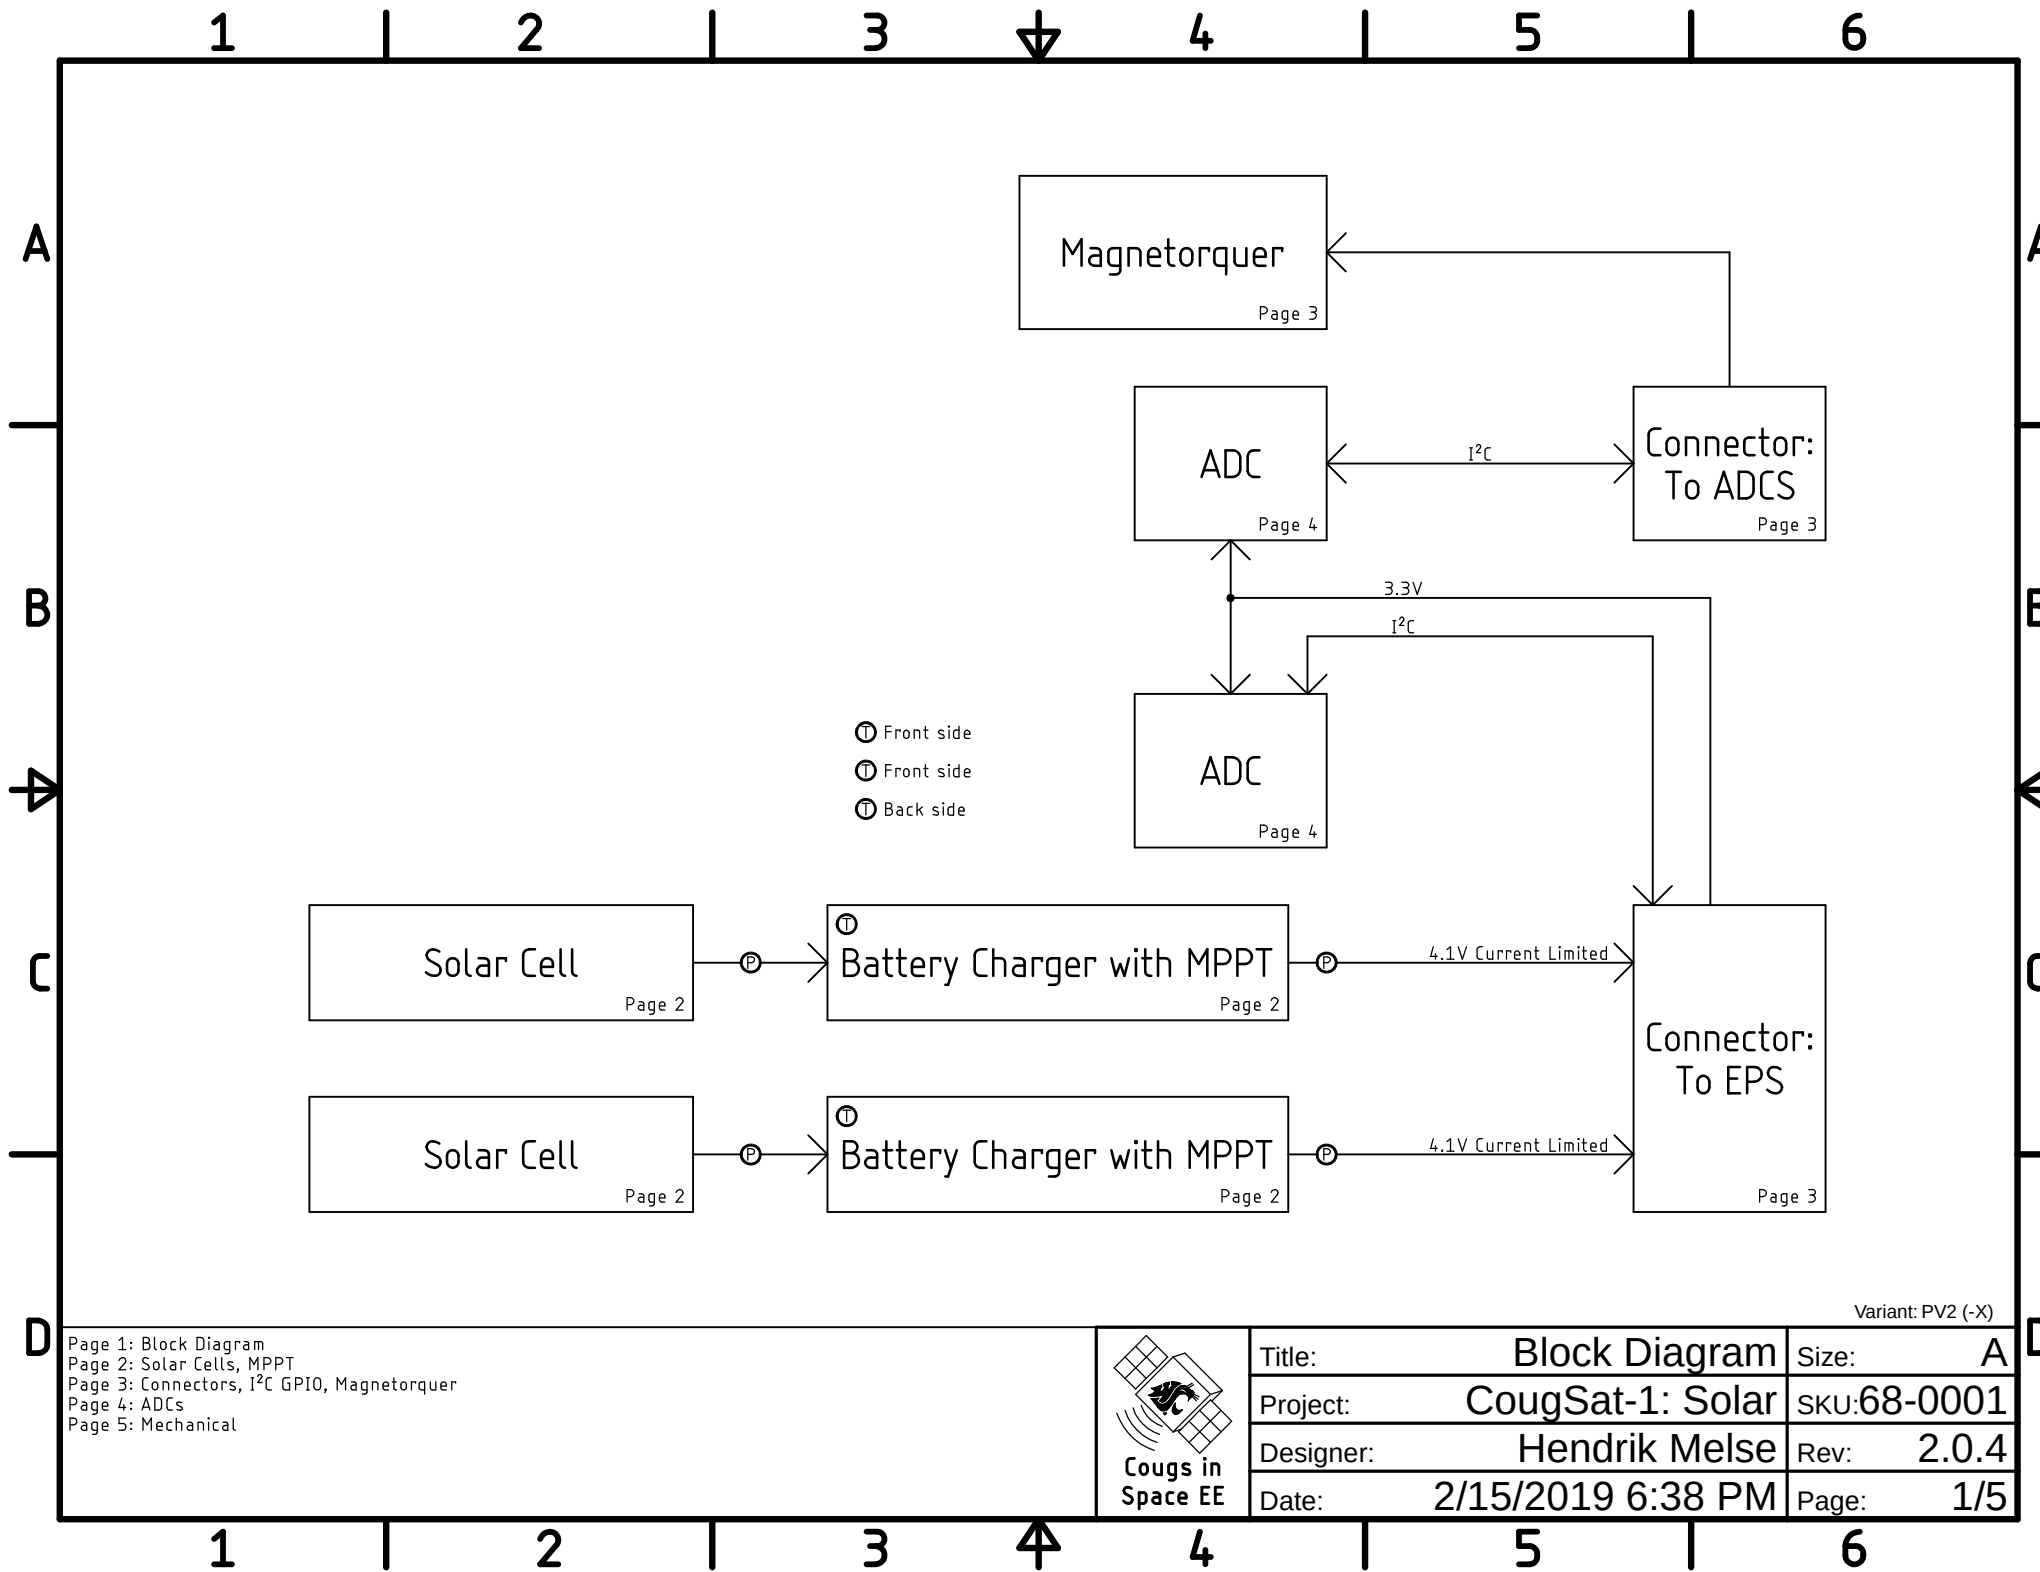 1 2 3 4 5 6
A
A
Magnetorquer
Page 3
ADC
Page 4
I²C
Connector:
To ADCS
Page 3
B
B
3.3V
I²C
ADC
Page 4
T Front side
T Front side
T Back side
C
C
Solar Cell
Page 2
P
T
Battery Charger with MPPT
Page 2
P
4.1V Current Limited
Connector:
To EPS
Page 3
Solar Cell
Page 2
P
T
Battery Charger with MPPT
Page 2
P
4.1V Current Limited
Variant: PV2 (-X)
D
D
Page 1: Block Diagram
Page 2: Solar Cells, MPPT
Page 3: Connectors, I²C GPIO, Magnetorquer
Page 4: ADCs
Page 5: Mechanical
Cougs in
Space EE
Title: Block Diagram
Size: A
Project: CougSat-1: Solar
SKU:68-0001
Designer: Hendrik Melse
Rev: 2.0.4
Date: 2/15/2019 6:38 PM
Page: 1/5
1 2 3 4 5 6